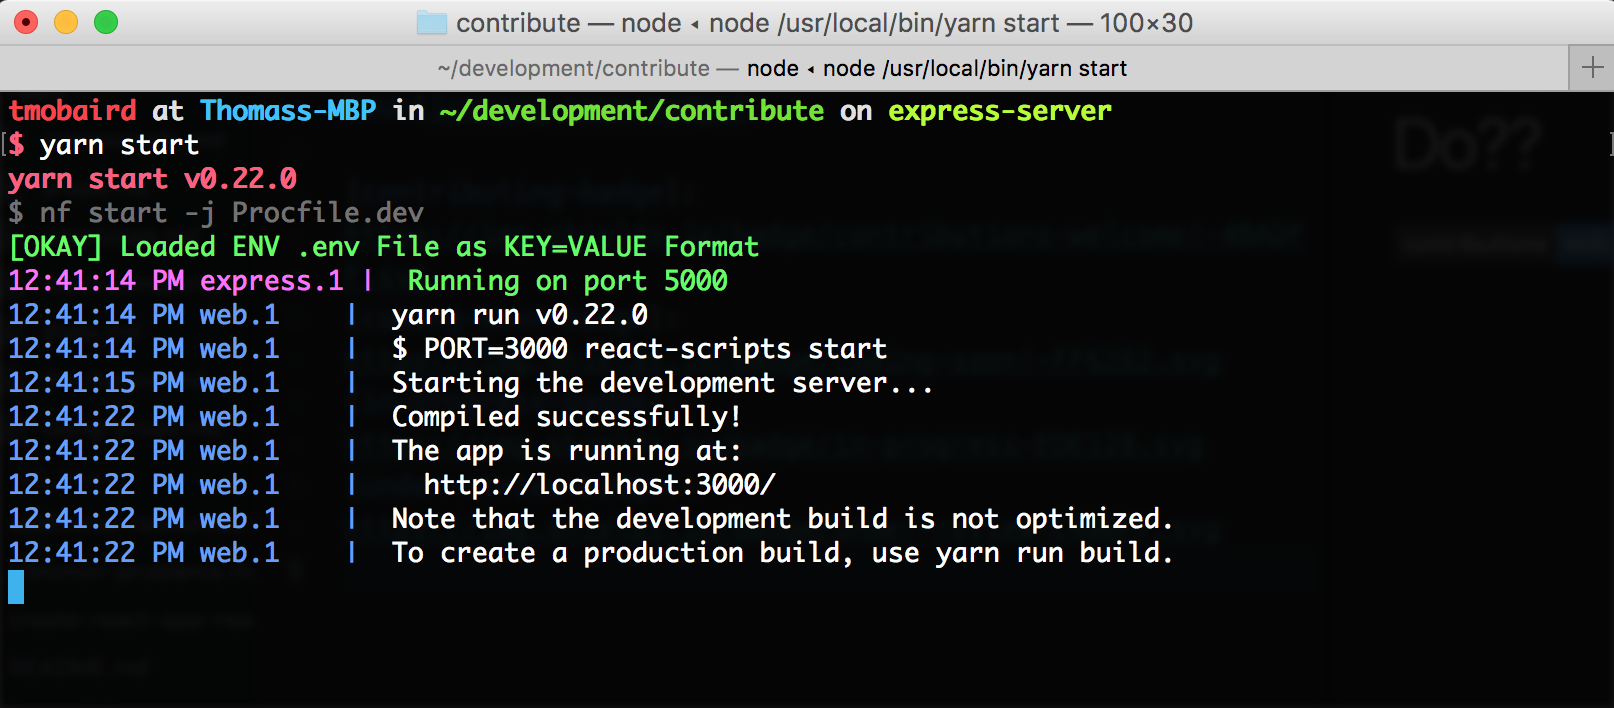 contribute — node ◂ node /usr/local/bin/yarn start — 100×30
~/development/contribute — node ◂ node /usr/local/bin/yarn start
tmobaird at Thomass-MBP in ~/development/contribute on express-server
[$ yarn start ]
yarn start v0.22.0
$ nf start -j Procfile.dev
[OKAY] Loaded ENV .env File as KEY=VALUE Format
12:41:14 PM express.1 |  Running on port 5000
12:41:14 PM web.1    |  yarn run v0.22.0
12:41:14 PM web.1    |  $ PORT=3000 react-scripts start
12:41:15 PM web.1    |  Starting the development server...
12:41:22 PM web.1    |  Compiled successfully!
12:41:22 PM web.1    |  The app is running at:
12:41:22 PM web.1    |    http://localhost:3000/
12:41:22 PM web.1    |  Note that the development build is not optimized.
12:41:22 PM web.1    |  To create a production build, use yarn run build.
Do??